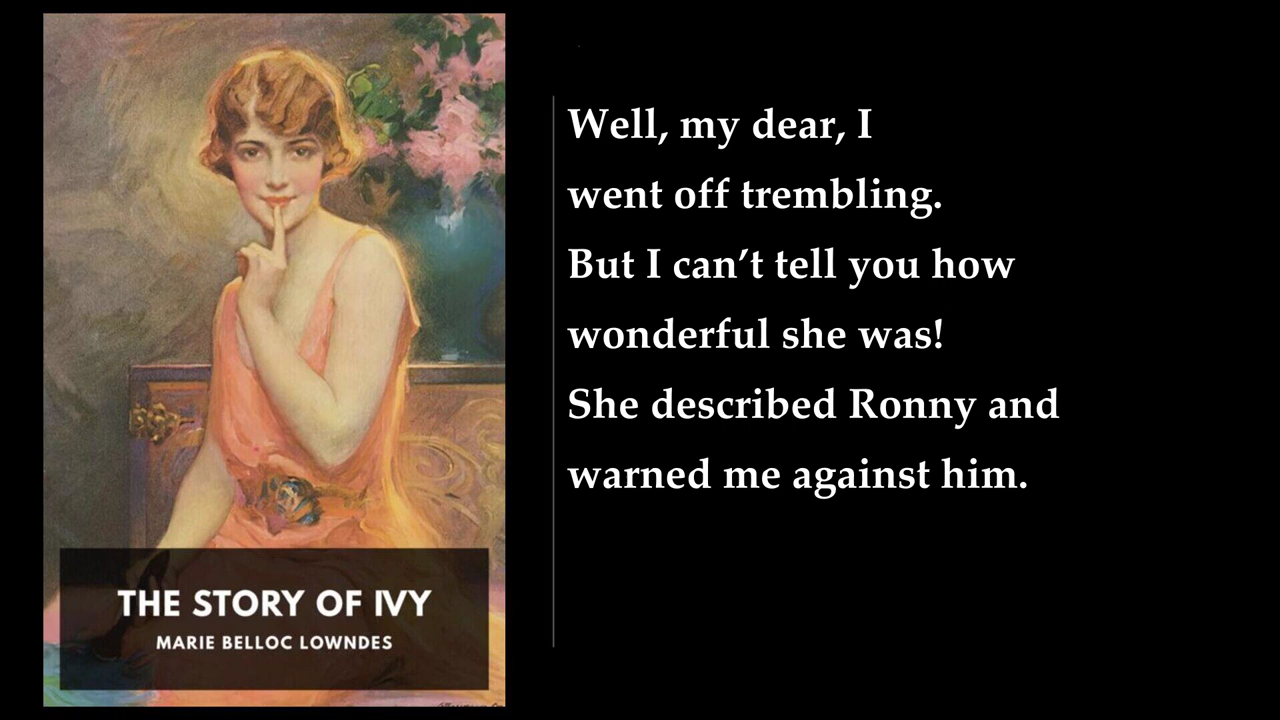 THE STORY OF IVY
MARIE BELLOC LOWNDES
Well, my dear, I
went off trembling.
But I can’t tell you how
wonderful she was!
She described Ronny and
warned me against him.